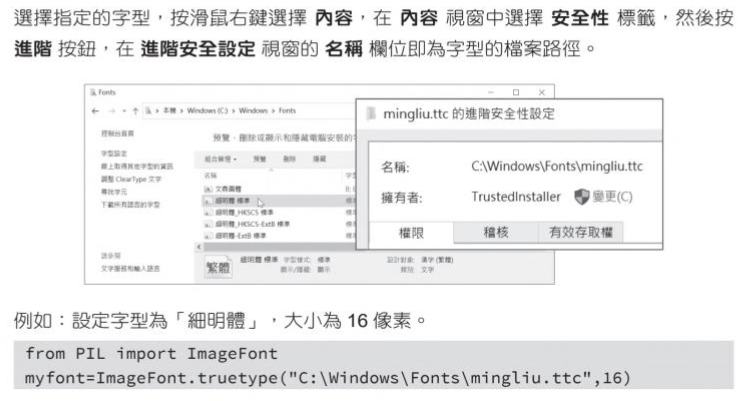 選擇指定的字型，按滑鼠右鍵選擇 內容，在 內容 視窗中選擇 安全性 標籤，然後按
進階 按鈕，在 進階安全設定 視窗的 名稱 欄位即為字型的檔案路徑。
Fonts
本機 > Windows (C:) > Windows > Fonts
控制台首頁
字型設定
線上取得其他字型的資訊
調整 ClearType 文字
尋找字元
下載所有語言的字型
請參閱
文字服務和輸入語言
預覽、刪除或顯示和隱藏電腦安裝的
組合管理
預覽
刪除
隱藏
名稱
文鼎圓體
細明體 標準
細明體_HKSCS 標準
細明體_HKSCS-ExtB 標準
細明體-ExtB 標準
繁體
細明體 標準
字型樣式: 標準
顯示/隱藏: 顯示
設計對象: 漢字 (繁體)
類別: 文字
mingliu.ttc 的進階安全性設定
名稱:
C:\Windows\Fonts\mingliu.ttc
擁有者:
TrustedInstaller
變更(C)
權限
稽核
有效存取權
例如：設定字型為「細明體」，大小為 16 像素。
from PIL import ImageFont
myfont=ImageFont.truetype("C:\Windows\Fonts\mingliu.ttc",16)